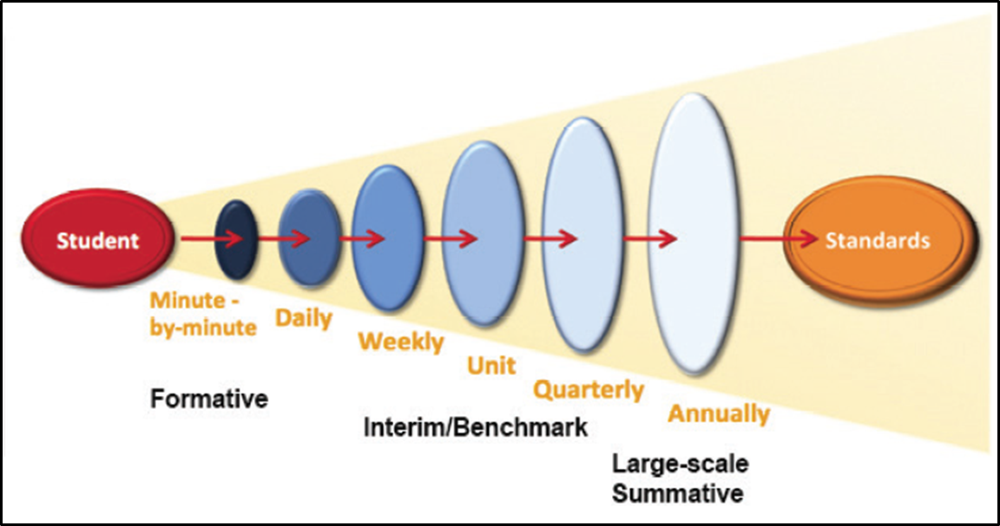 Student
Standards
Minute -
by-minute
Daily
Weekly
Unit
Quarterly
Annually
Formative
Interim/Benchmark
Large-scale
Summative